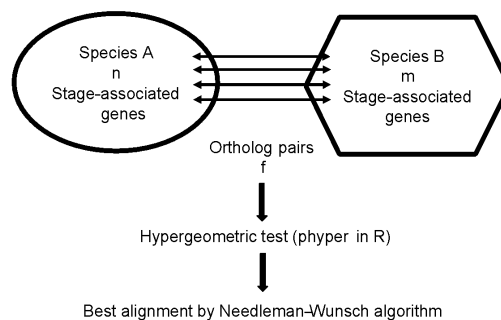 Species A
n
Stage-associated
genes
Species B
m
Stage-associated
genes
Ortholog pairs
f
Hypergeometric test (phyper in R)
Best alignment by Needleman–Wunsch algorithm